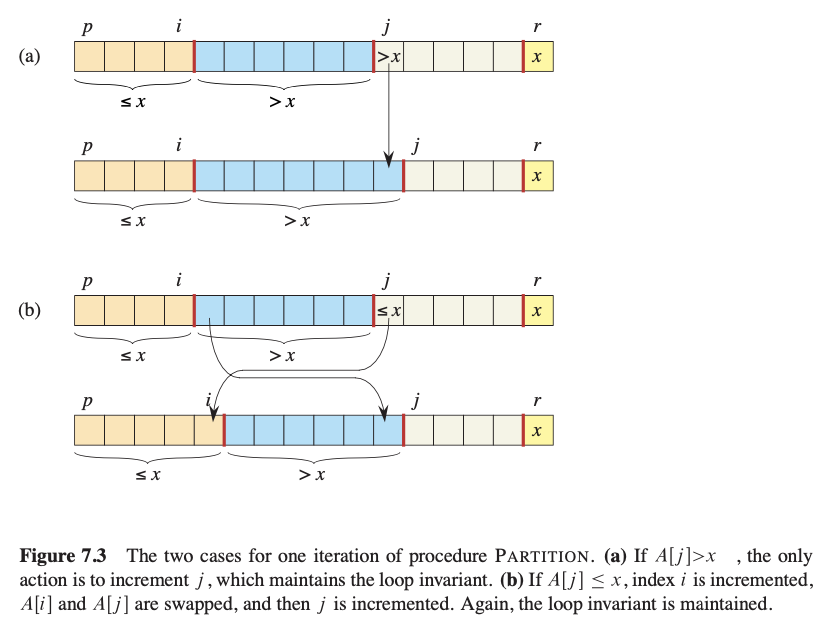 p i j r
(a) >x x
≤ x > x
p i j r
x
≤ x > x
p i j r
(b) ≤ x x
≤ x > x
p i j r
x
≤ x > x
Figure 7.3 The two cases for one iteration of procedure PARTITION. (a) If A[j]>x , the only
action is to increment j, which maintains the loop invariant. (b) If A[j] ≤ x, index i is incremented,
A[i] and A[j] are swapped, and then j is incremented. Again, the loop invariant is maintained.